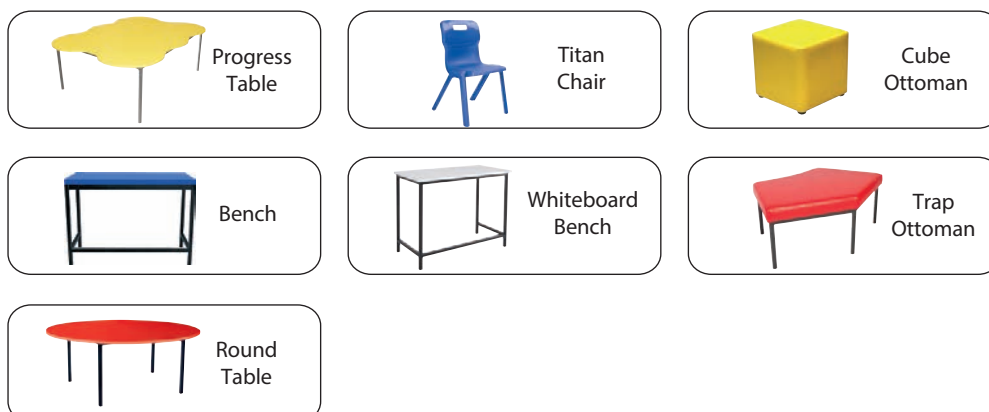 Progress
Table
Titan
Chair
Cube
Ottoman
Bench
Whiteboard
Bench
Trap
Ottoman
Round
Table